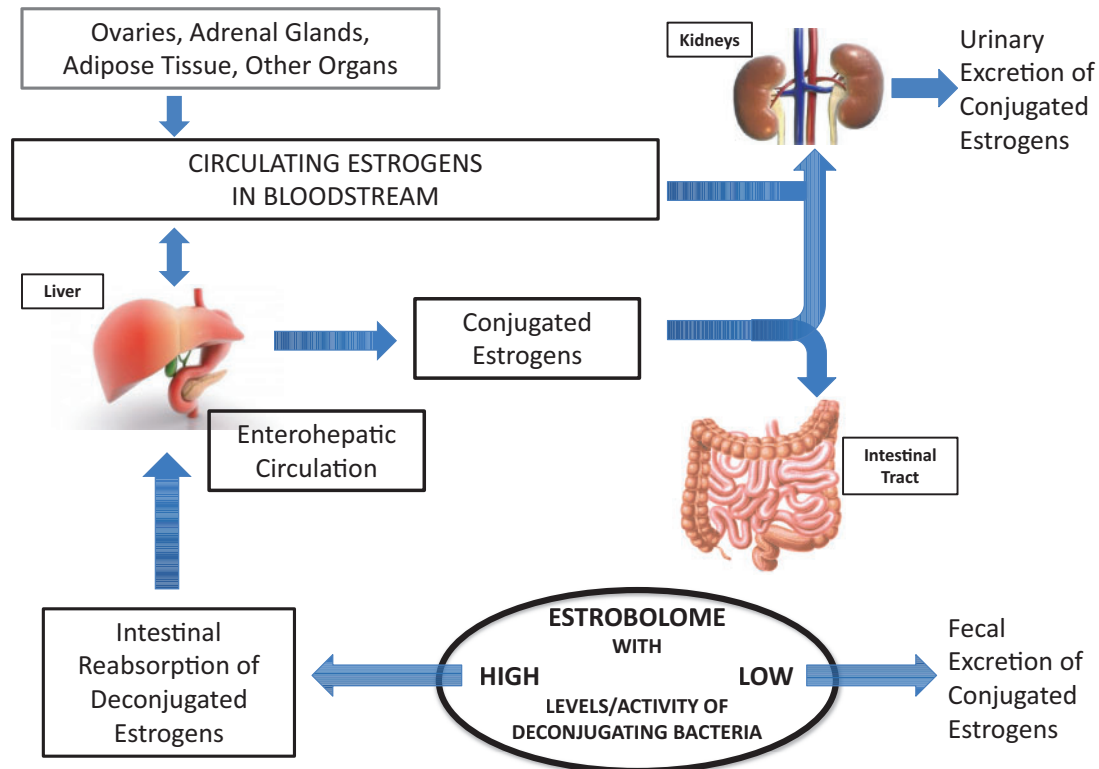 Ovaries, Adrenal Glands,
Adipose Tissue, Other Organs
Kidneys
Urinary
Excretion of
Conjugated
Estrogens
CIRCULATING ESTROGENS
IN BLOODSTREAM
Liver
Conjugated
Estrogens
Enterohepatic
Circulation
Intestinal
Tract
Intestinal
Reabsorption of
Deconjugated
Estrogens
ESTROBOLOME
WITH
HIGH LOW
LEVELS/ACTIVITY OF
DECONJUGATING BACTERIA
Fecal
Excretion of
Conjugated
Estrogens